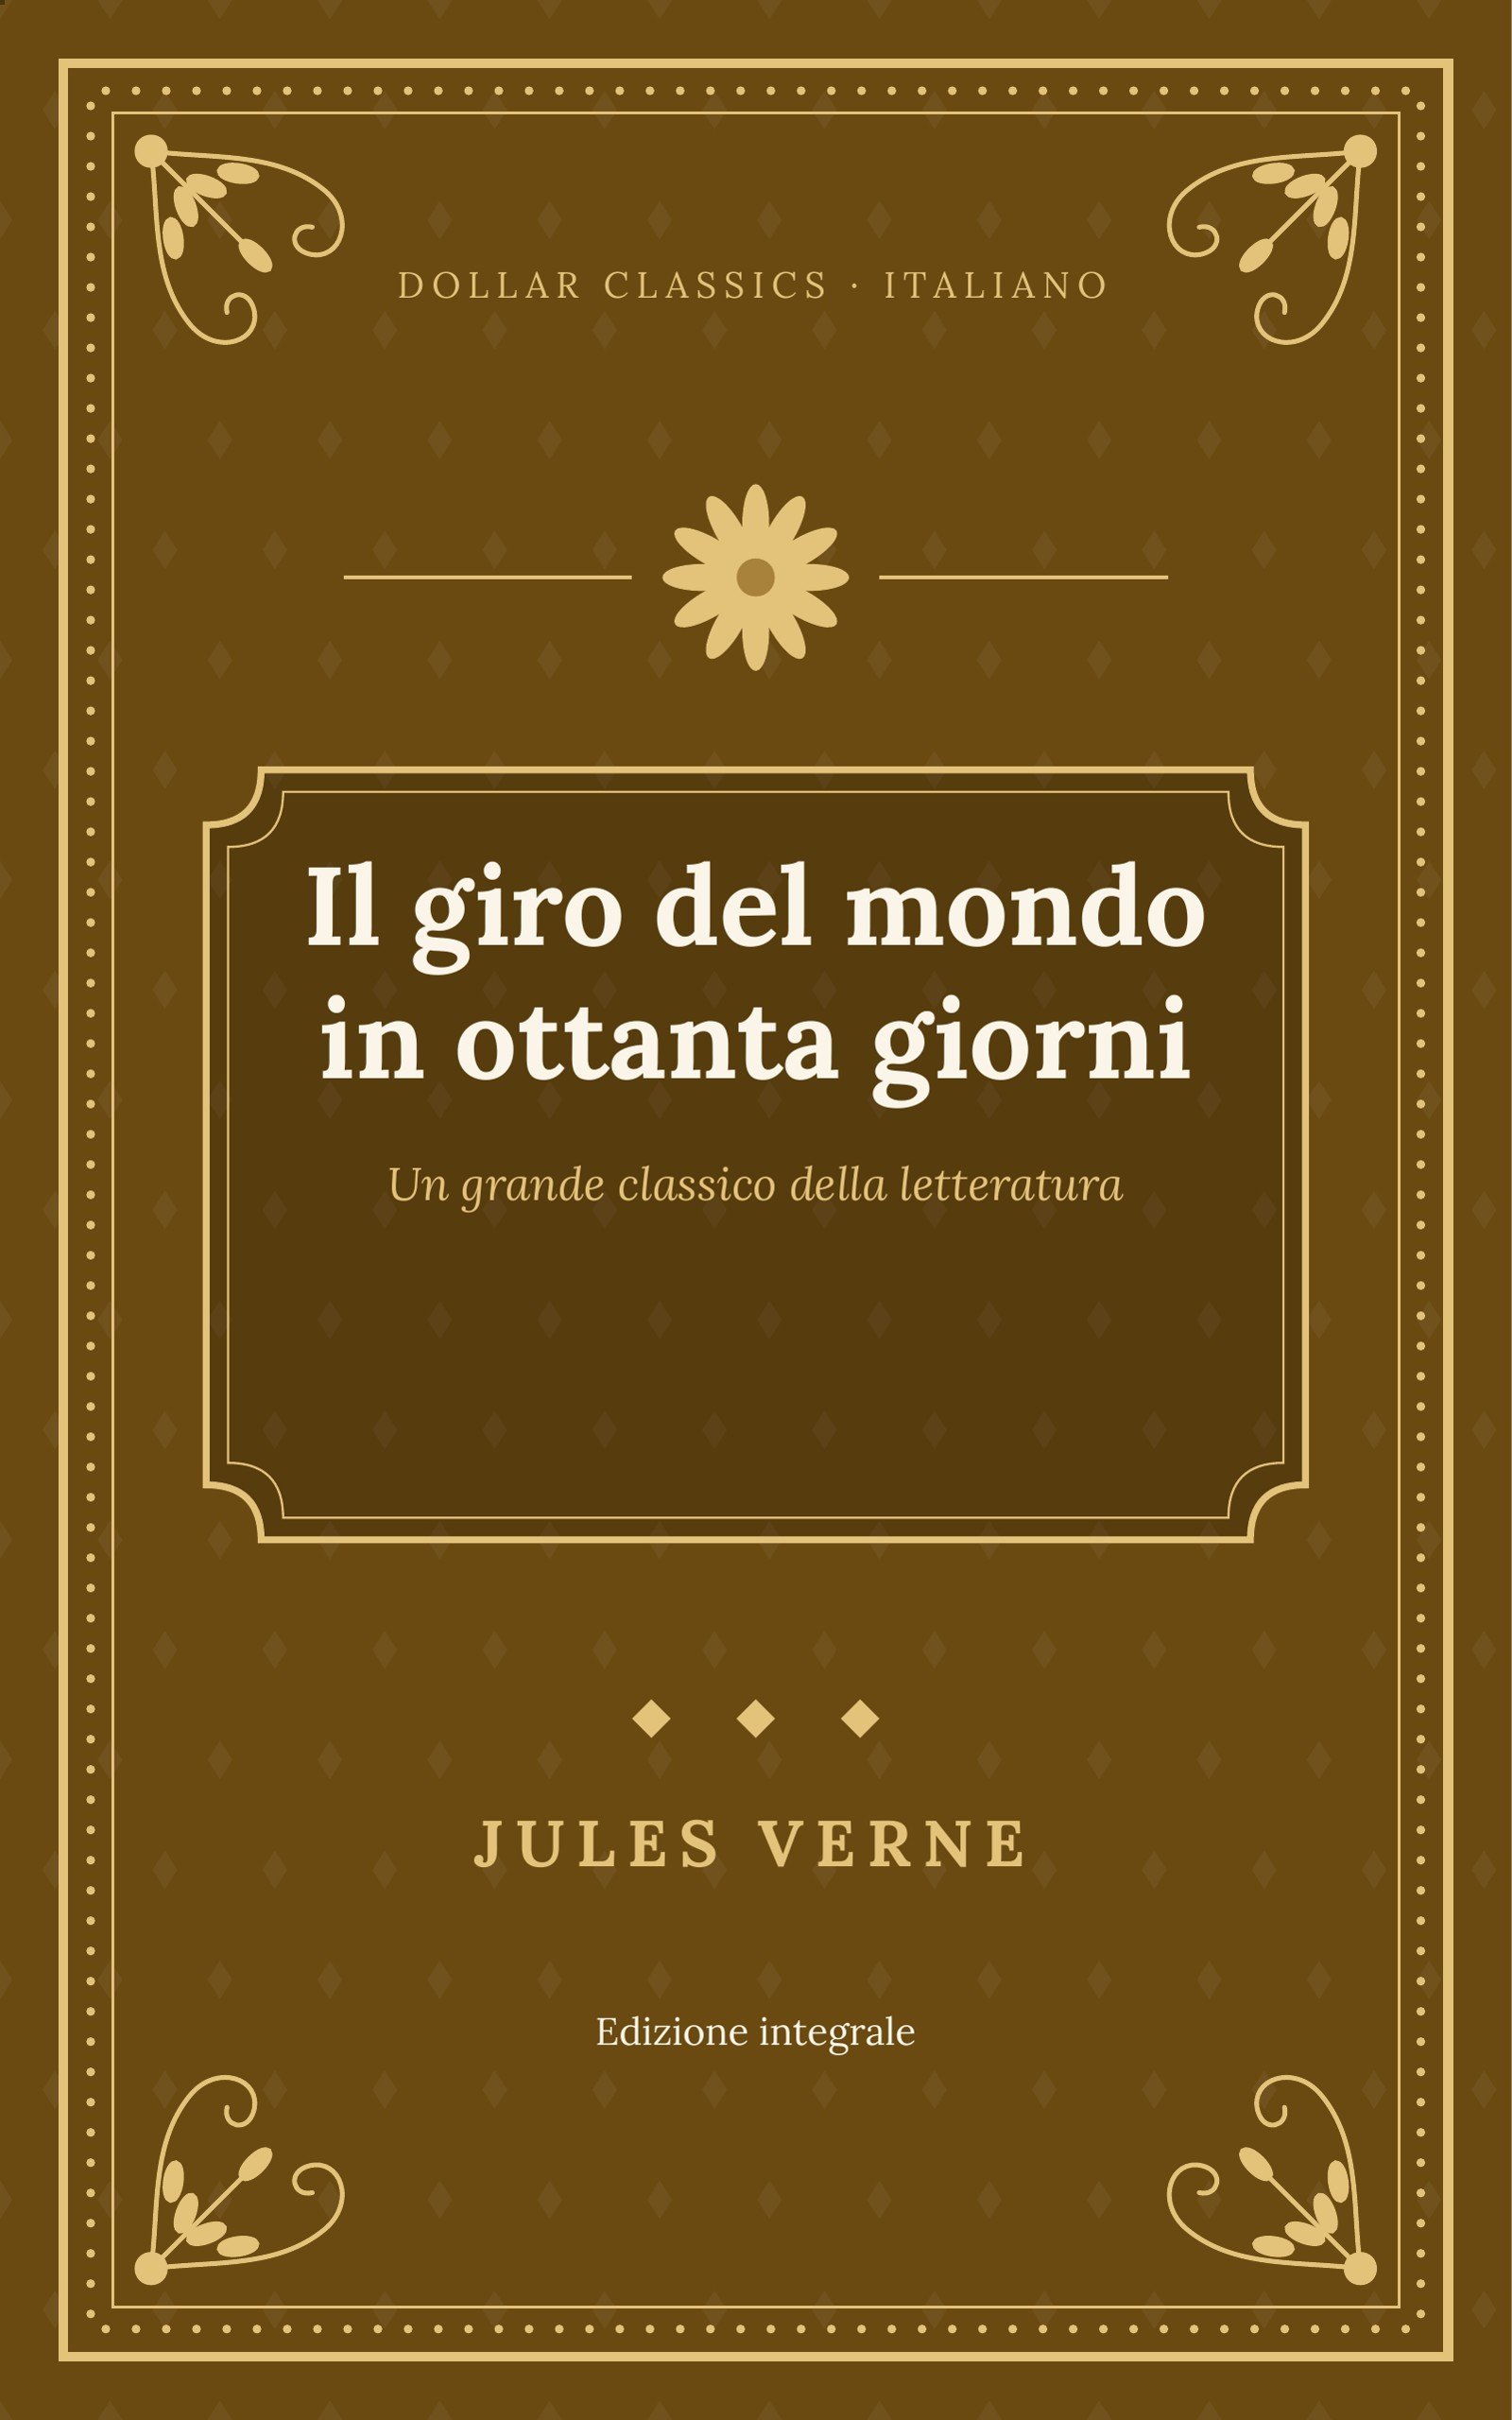 DOLLAR CLASSICS · ITALIANO
Il giro del mondo
in ottanta giorni
Un grande classico della letteratura
JULES VERNE
Edizione integrale